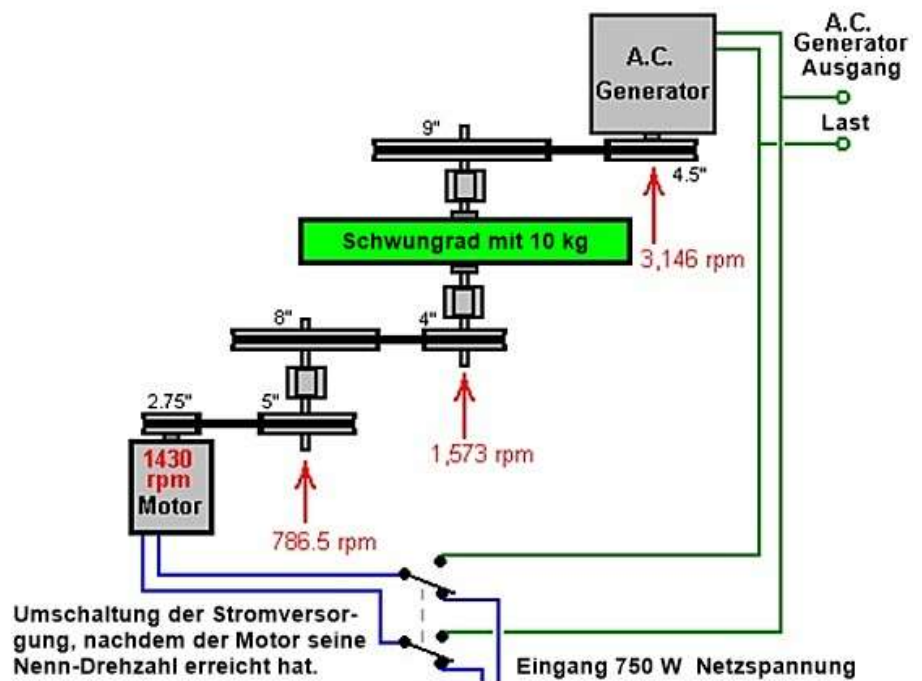 A.C.
Generator
A.C.
Generator
Ausgang
Last
9"
4.5"
Schwungrad mit 10 kg
3,146 rpm
8"
4"
2.75"
5"
1430
rpm
Motor
1,573 rpm
786.5 rpm
Umschaltung der Stromversor-
gung, nachdem der Motor seine
Nenn-Drehzahl erreicht hat.
Eingang 750 W Netzspannung